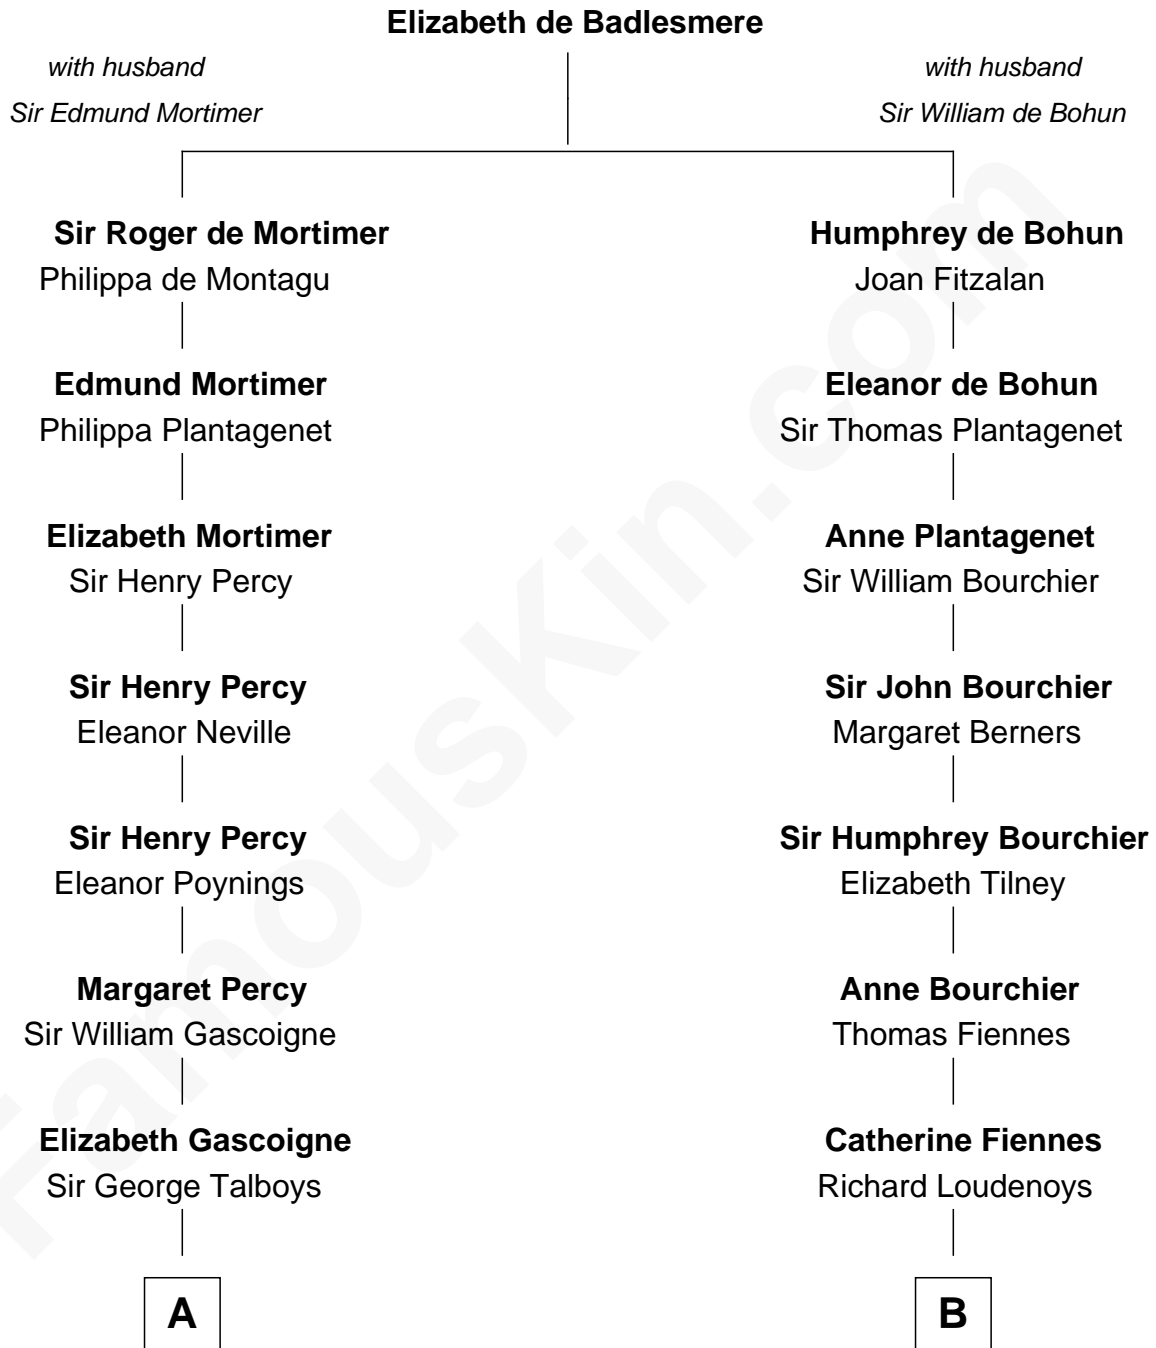 Elizabeth de Badlesmere
with husband
Sir Edmund Mortimer
with husband
Sir William de Bohun
Sir Roger de Mortimer
Philippa de Montagu
Humphrey de Bohun
Joan Fitzalan
Edmund Mortimer
Philippa Plantagenet
Eleanor de Bohun
Sir Thomas Plantagenet
Elizabeth Mortimer
Sir Henry Percy
Anne Plantagenet
Sir William Bourchier
Sir Henry Percy
Eleanor Neville
Sir John Bourchier
Margaret Berners
Sir Henry Percy
Eleanor Poynings
Sir Humphrey Bourchier
Elizabeth Tilney
Margaret Percy
Sir William Gascoigne
Anne Bourchier
Thomas Fiennes
Elizabeth Gascoigne
Sir George Talboys
Catherine Fiennes
Richard Loudenoys
A
B
FamousKin.com